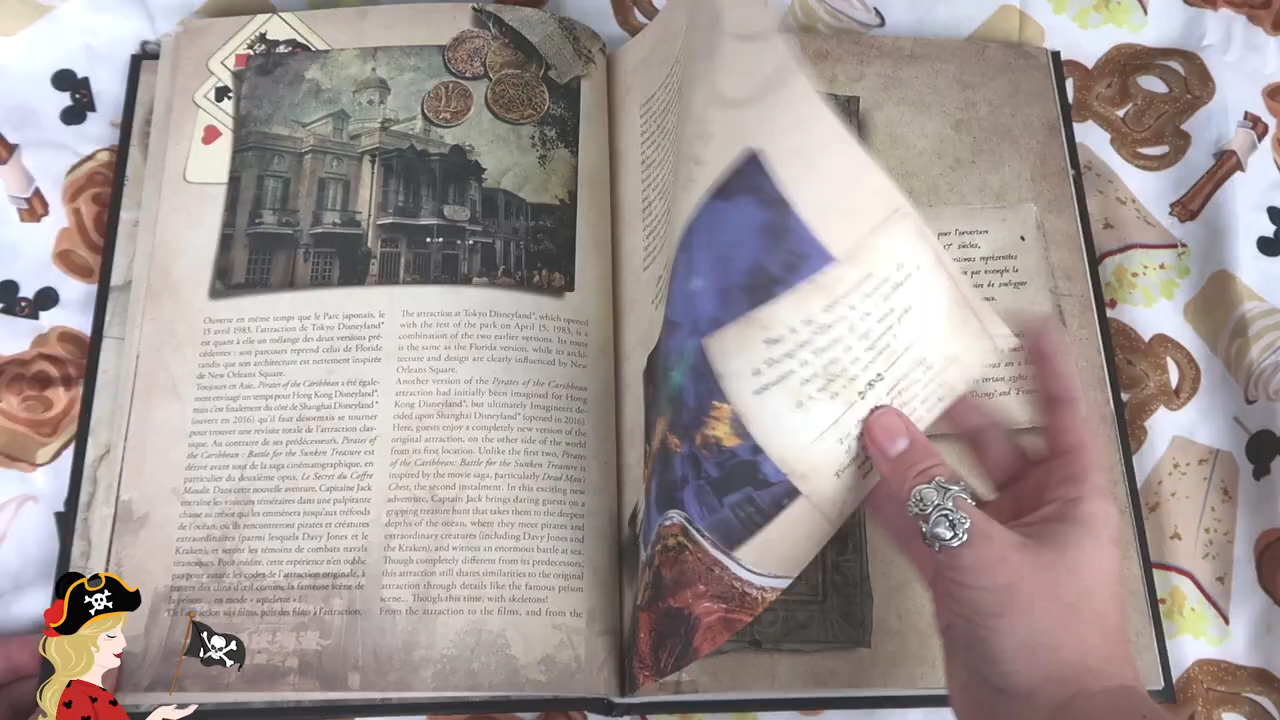 Ouverte en même temps que le Parc japonais, le
15 avril 1983, l'attraction de Tokyo Disneyland®
est quant à elle un mélange des deux versions pré-
cédentes : son parcours reprend celui de Floride
tandis que son architecture est nettement inspirée
de New Orleans Square.
Toujours en Asie, Pirates of the Caribbean a été égale-
ment envisagé un temps pour Hong Kong Disneyland®,
mais c'est finalement du côté de Shanghai Disneyland®
(ouvert en 2016) qu'il faut désormais se tourner
pour trouver une revisite totale de l'attraction clas-
sique. Au contraire de ses prédécesseurs, Pirates of
the Caribbean : Battle for the Sunken Treasure est
dérivé avant tout de la saga cinématographique, en
particulier du deuxième opus, Le Secret du Coffre
Maudit. Dans cette nouvelle aventure, Capitaine Jack
entraîne les visiteurs téméraires dans une palpitante
chasse au trésor qui les emmènera jusqu'aux tréfonds
de l'océan, où ils rencontreront pirates et créatures
extraordinaires (parmi lesquels Davy Jones et le
Kraken), et seront les témoins de combats navals
titanesques. Pour inédite, cette expérience n'en oublie
pas pour autant les codes de l'attraction originale, à
travers des clins d'œil comme la fameuse scène de
la prison... en mode « squelette » !
De l'attraction aux films, puis des films à l'attraction,
The attraction at Tokyo Disneyland®, which opened
with the rest of the park on April 15, 1983, is a
combination of the two earlier versions. Its route
is the same as the Florida version, while its archi-
tecture and design are clearly influenced by New
Orleans Square.
Another version of the Pirates of the Caribbean
attraction had initially been imagined for Hong
Kong Disneyland®, but ultimately Imagineers de-
cided upon Shanghai Disneyland® (opened in 2016).
Here, guests enjoy a completely new version of the
original attraction, on the other side of the world
from its first location. Unlike the first two, Pirates
of the Caribbean: Battle for the Sunken Treasure is
inspired by the movie saga, particularly Dead Man's
Chest, the second instalment. In this exciting new
adventure, Captain Jack brings daring guests on a
gripping treasure hunt that takes them to the deepest
depths of the ocean, where they meet pirates and
extraordinary creatures (including Davy Jones and
the Kraken), and witness an enormous battle at sea.
Though completely different from its predecessors,
this attraction still shares similarities to the original
attraction through details like the famous prison
scene... Though this time, with skeletons!
From the attraction to the films, and from the
pour l'ouverture
17e siècles,
ritimes représentés
par exemple la
de souligner
certain styles
Disney and